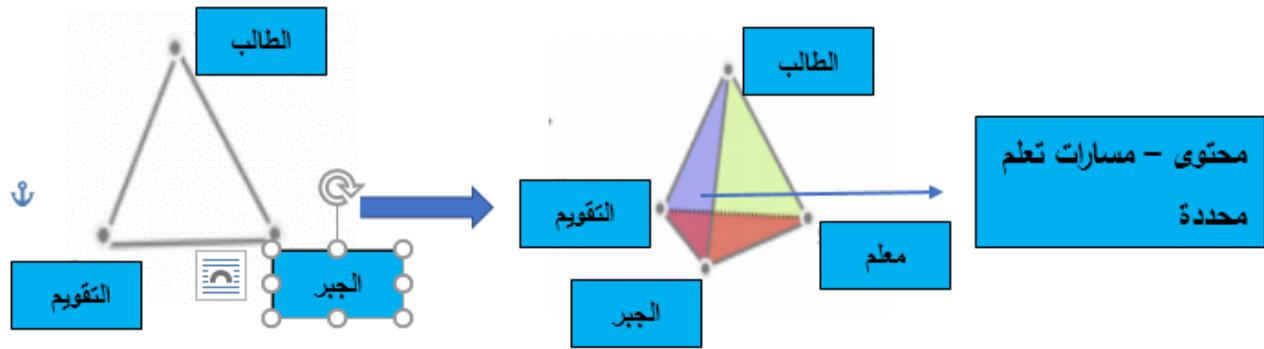 الطالب
التقويم
الجبر
الطالب
التقويم
معلم
الجبر
محتوى – مسارات تعلم
محددة